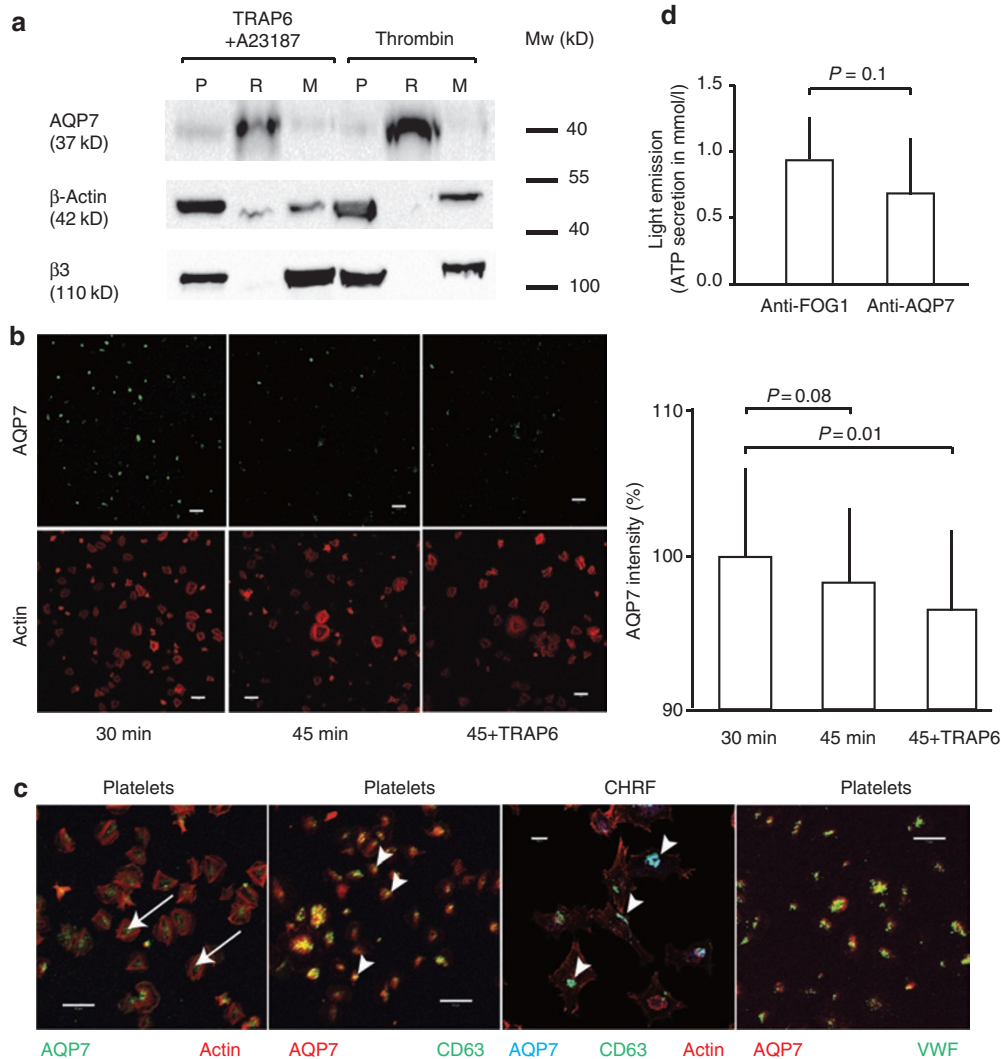 a
TRAP6
+A23187
Thrombin
Mw (kD)
P R M P R M
AQP7
(37 kD)
40
55
β-Actin
(42 kD)
40
β3
(110 kD)
100
d
P = 0.1
1.5
1.0
0.5
0.0
Light emission
(ATP secretion in mmol/l)
Anti-FOG1 Anti-AQP7
b
AQP7
Actin
30 min 45 min 45+TRAP6
P = 0.08
P = 0.01
110
100
90
AQP7 intensity (%)
30 min 45 min 45+TRAP6
c
Platelets Platelets CHRF Platelets
AQP7 Actin AQP7 CD63 AQP7 CD63 Actin AQP7 VWF